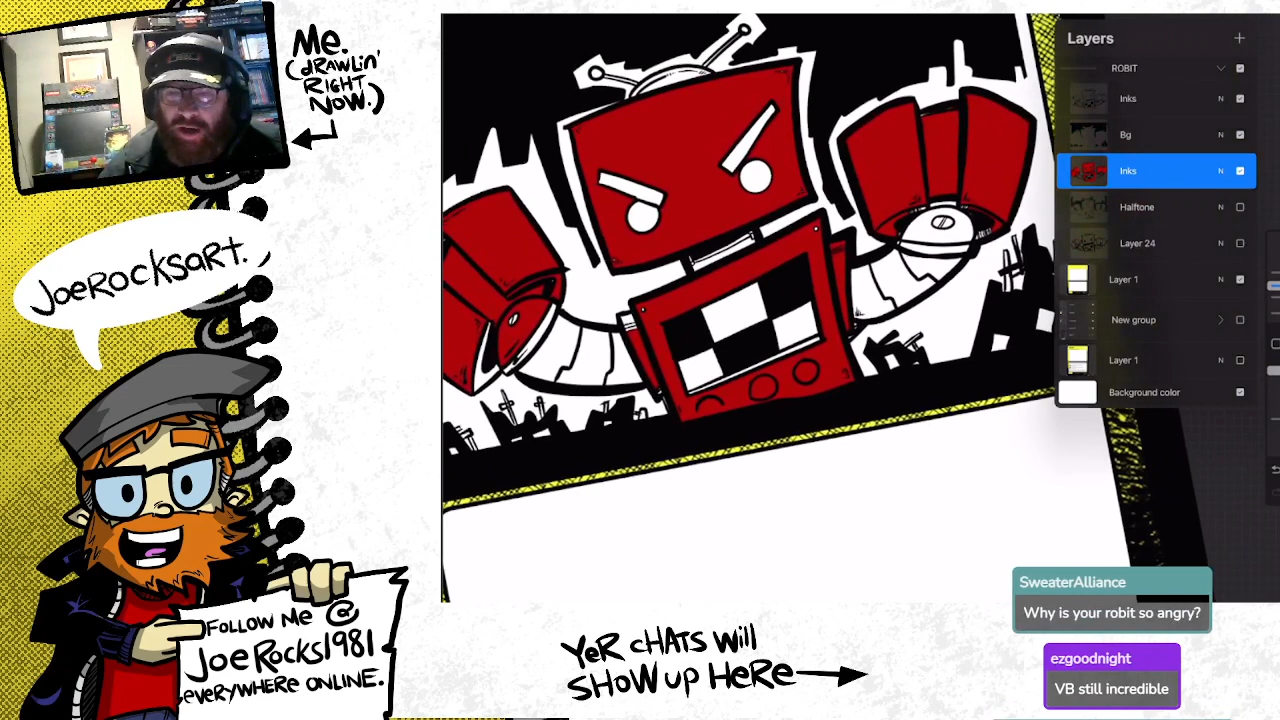 Me.
(dRAWLin'
RIGHT
NOW.)
JoeRocksart.
FOLLOW Me @
JoeRocks1981
everYWHERe ONLINE.
Layers
ROBIT
Inks N
Bg N
Inks N
Halftone N
Layer 24 N
Layer 1 N
New group
Layer 1 N
Background color
YeR cHATS Will
SHOW up HeRe
SweaterAlliance
Why is your robit so angry?
ezgoodnight
VB still incredible